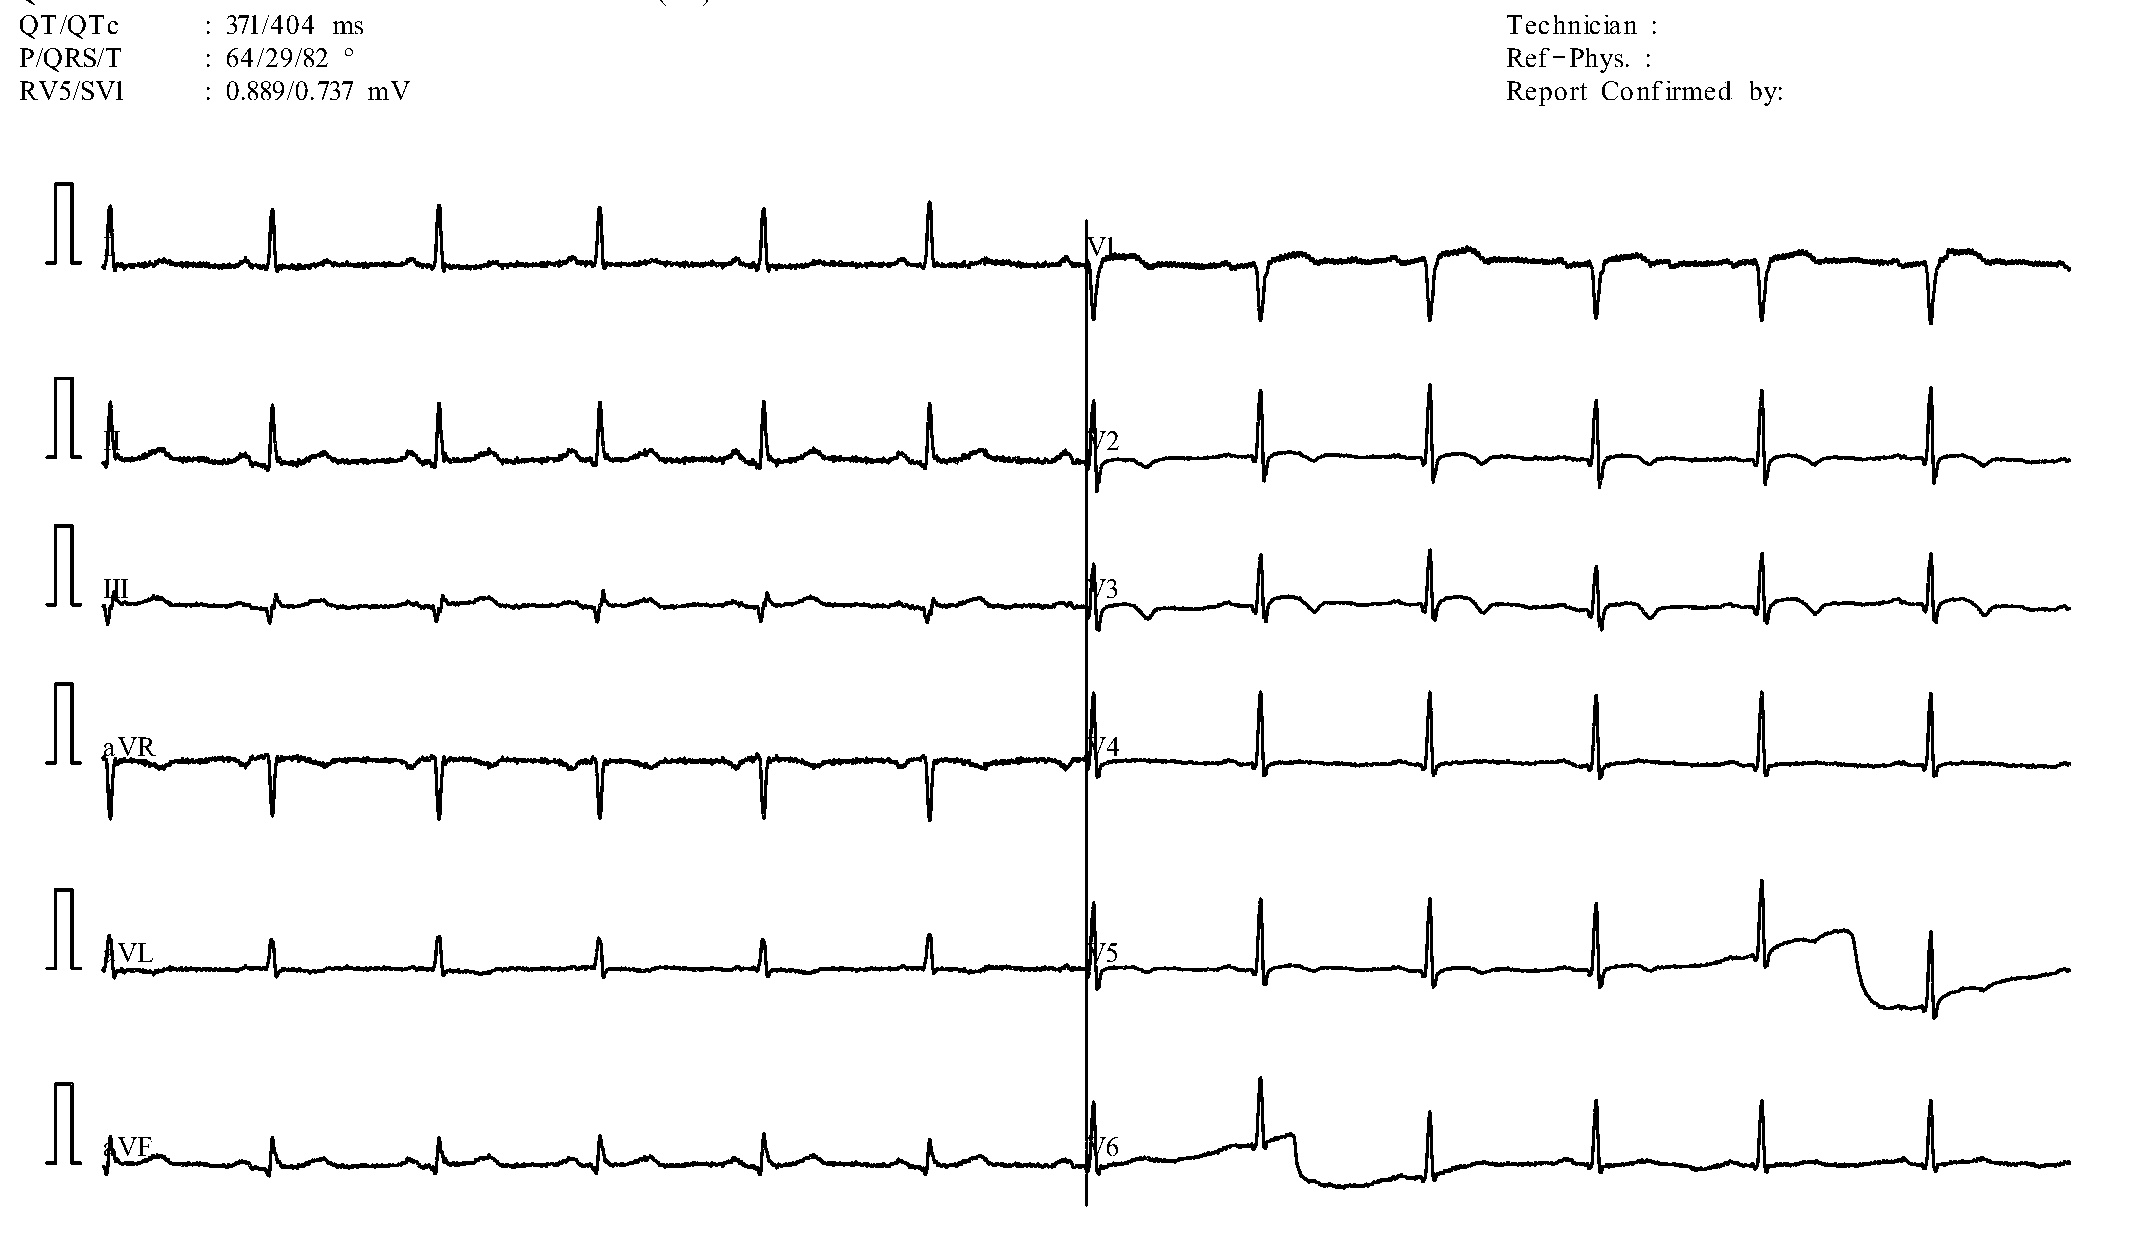 QT/QTc : 371/404 ms
P/QRS/T : 64/29/82 °
RV5/SV1 : 0.889/0.737 mV
Technician :
Ref-Phys. :
Report Confirmed by:
II
III
aVR
aVL
aVF
V1
V2
V3
V4
V5
V6